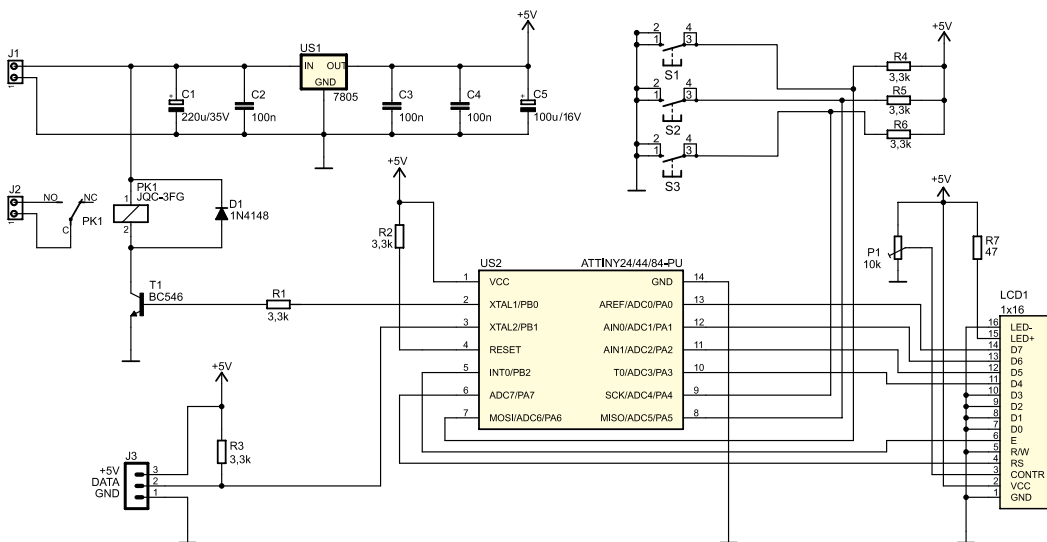 J1
1
+5V
US1
IN
OUT
GND
7805
C1
220u/35V
C2
100n
C3
100n
C4
100n
C5
100u/16V
2
1
4
3
S1
2
1
4
3
S2
2
1
4
3
S3
+5V
R4
3,3k
R5
3,3k
R6
3,3k
J2
1
NO
NC
C
PK1
PK1
JQC-3FG
1
2
D1
1N4148
T1
BC546
R1
3,3k
+5V
R2
3,3k
US2
ATTINY24/44/84-PU
1
VCC
GND
14
2
XTAL1/PB0
AREF/ADC0/PA0
13
3
XTAL2/PB1
AIN0/ADC1/PA1
12
4
RESET
AIN1/ADC2/PA2
11
5
INT0/PB2
T0/ADC3/PA3
10
6
ADC7/PA7
SCK/ADC4/PA4
9
7
MOSI/ADC6/PA6
MISO/ADC5/PA5
8
+5V
P1
10k
R7
47
LCD1
1x16
16 LED-
15 LED+
14 D7
13 D6
12 D5
11 D4
10 D3
9 D2
8 D1
7 D0
6 E
5 R/W
4 RS
3 CONTR
2 VCC
1 GND
+5V
R3
3,3k
J3
+5V 3
DATA 2
GND 1